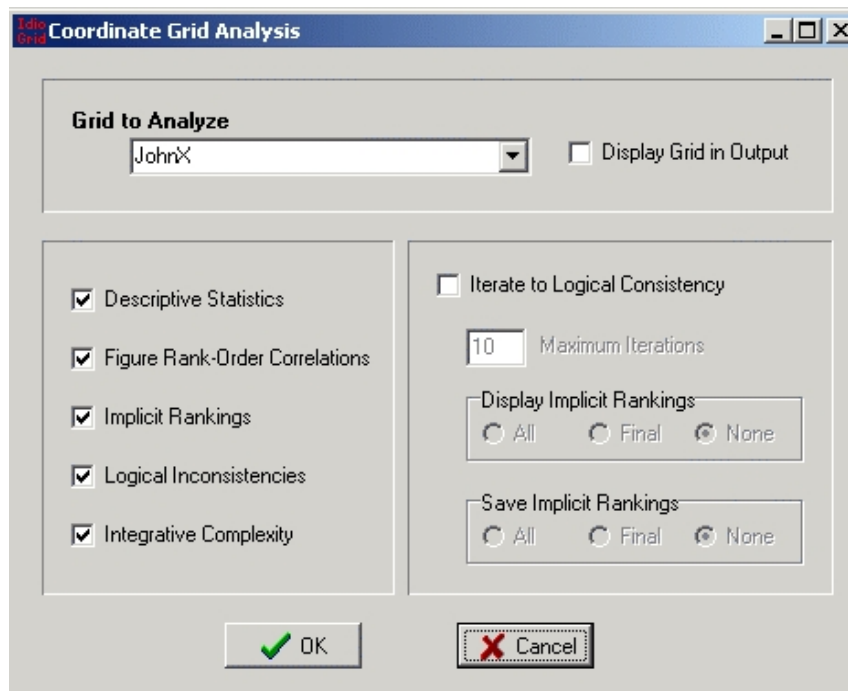 Idio
Grid
Coordinate Grid Analysis
Grid to Analyze
JohnX
Display Grid in Output
Descriptive Statistics
Figure Rank-Order Correlations
Implicit Rankings
Logical Inconsistencies
Integrative Complexity
Iterate to Logical Consistency
10 Maximum Iterations
Display Implicit Rankings
All Final None
Save Implicit Rankings
All Final None
OK Cancel